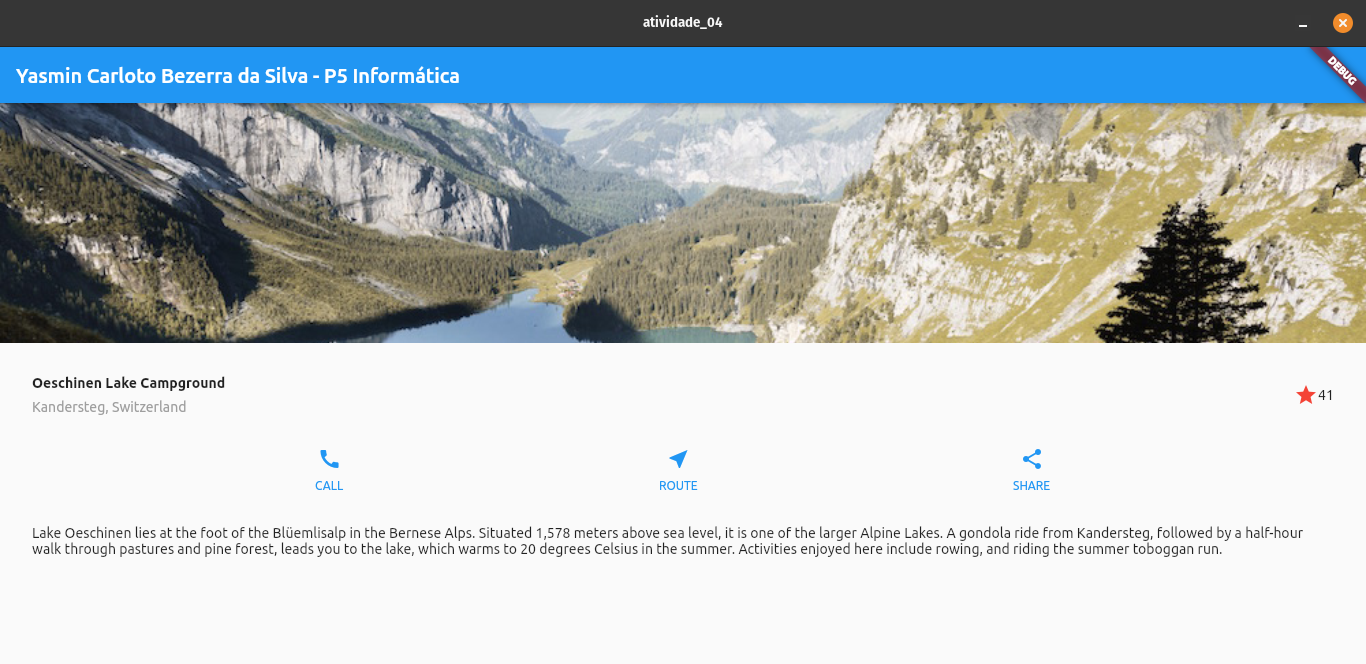 atividade_04
Yasmin Carloto Bezerra da Silva - P5 Informática
DEBUG
Oeschinen Lake Campground
Kandersteg, Switzerland
41
CALL
ROUTE
SHARE
Lake Oeschinen lies at the foot of the Blüemlisalp in the Bernese Alps. Situated 1,578 meters above sea level, it is one of the larger Alpine Lakes. A gondola ride from Kandersteg, followed by a half-hour
walk through pastures and pine forest, leads you to the lake, which warms to 20 degrees Celsius in the summer. Activities enjoyed here include rowing, and riding the summer toboggan run.